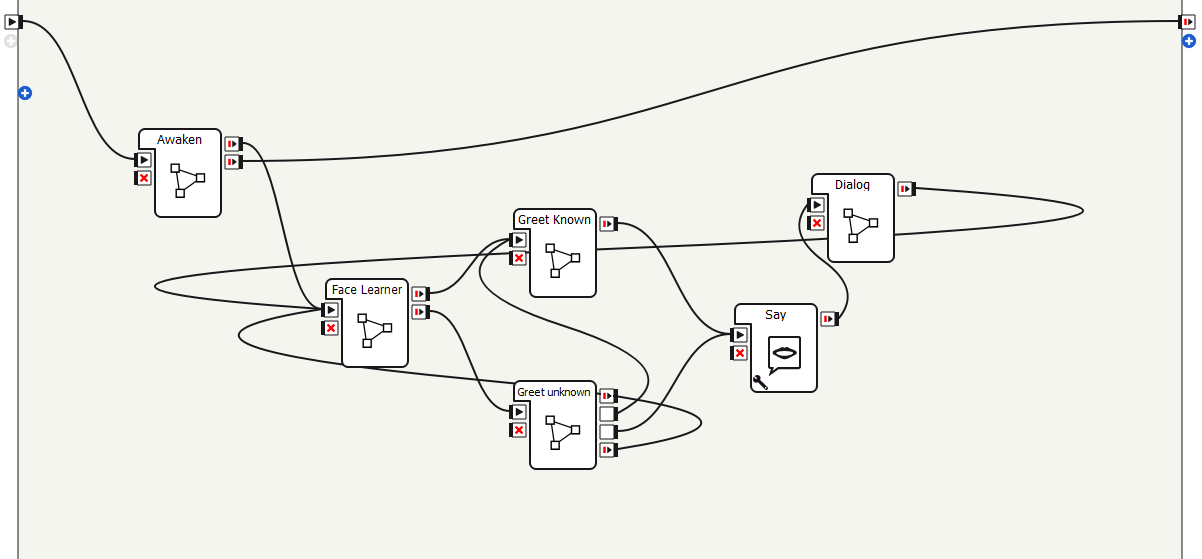 Awaken
Dialog
Greet Known
Face Learner
Say
Greet unknown